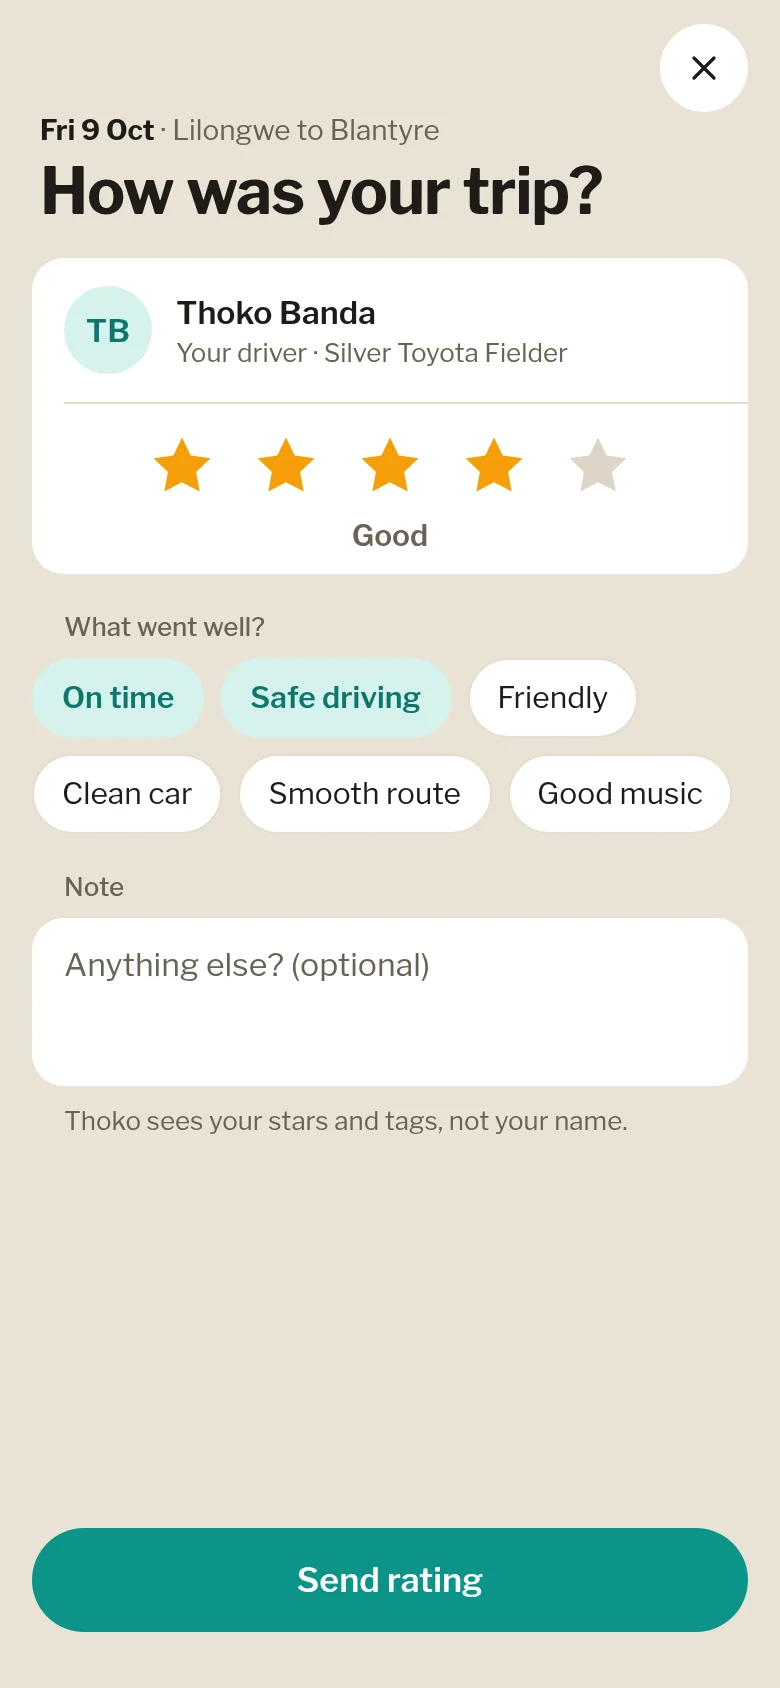 Fri 9 Oct · Lilongwe to Blantyre
How was your trip?
TB
Thoko Banda
Your driver · Silver Toyota Fielder
Good
What went well?
On time
Safe driving
Friendly
Clean car
Smooth route
Good music
Note
Anything else? (optional)
Thoko sees your stars and tags, not your name.
Send rating